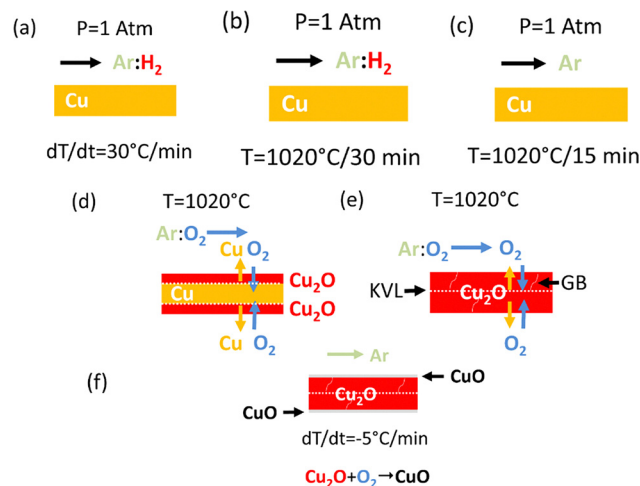 (a) P=1 Atm
Ar:H₂
Cu
dT/dt=30°C/min
(b) P=1 Atm
Ar:H₂
Cu
T=1020°C/30 min
(c) P=1 Atm
Ar
Cu
T=1020°C/15 min
(d) T=1020°C
Ar:O₂
Cu O₂
Cu₂O
Cu
Cu₂O
Cu O₂
(e) T=1020°C
Ar:O₂ O₂
KVL Cu₂O GB
O₂
(f) Ar
CuO
Cu₂O
CuO
dT/dt=-5°C/min
Cu₂O+O₂→CuO